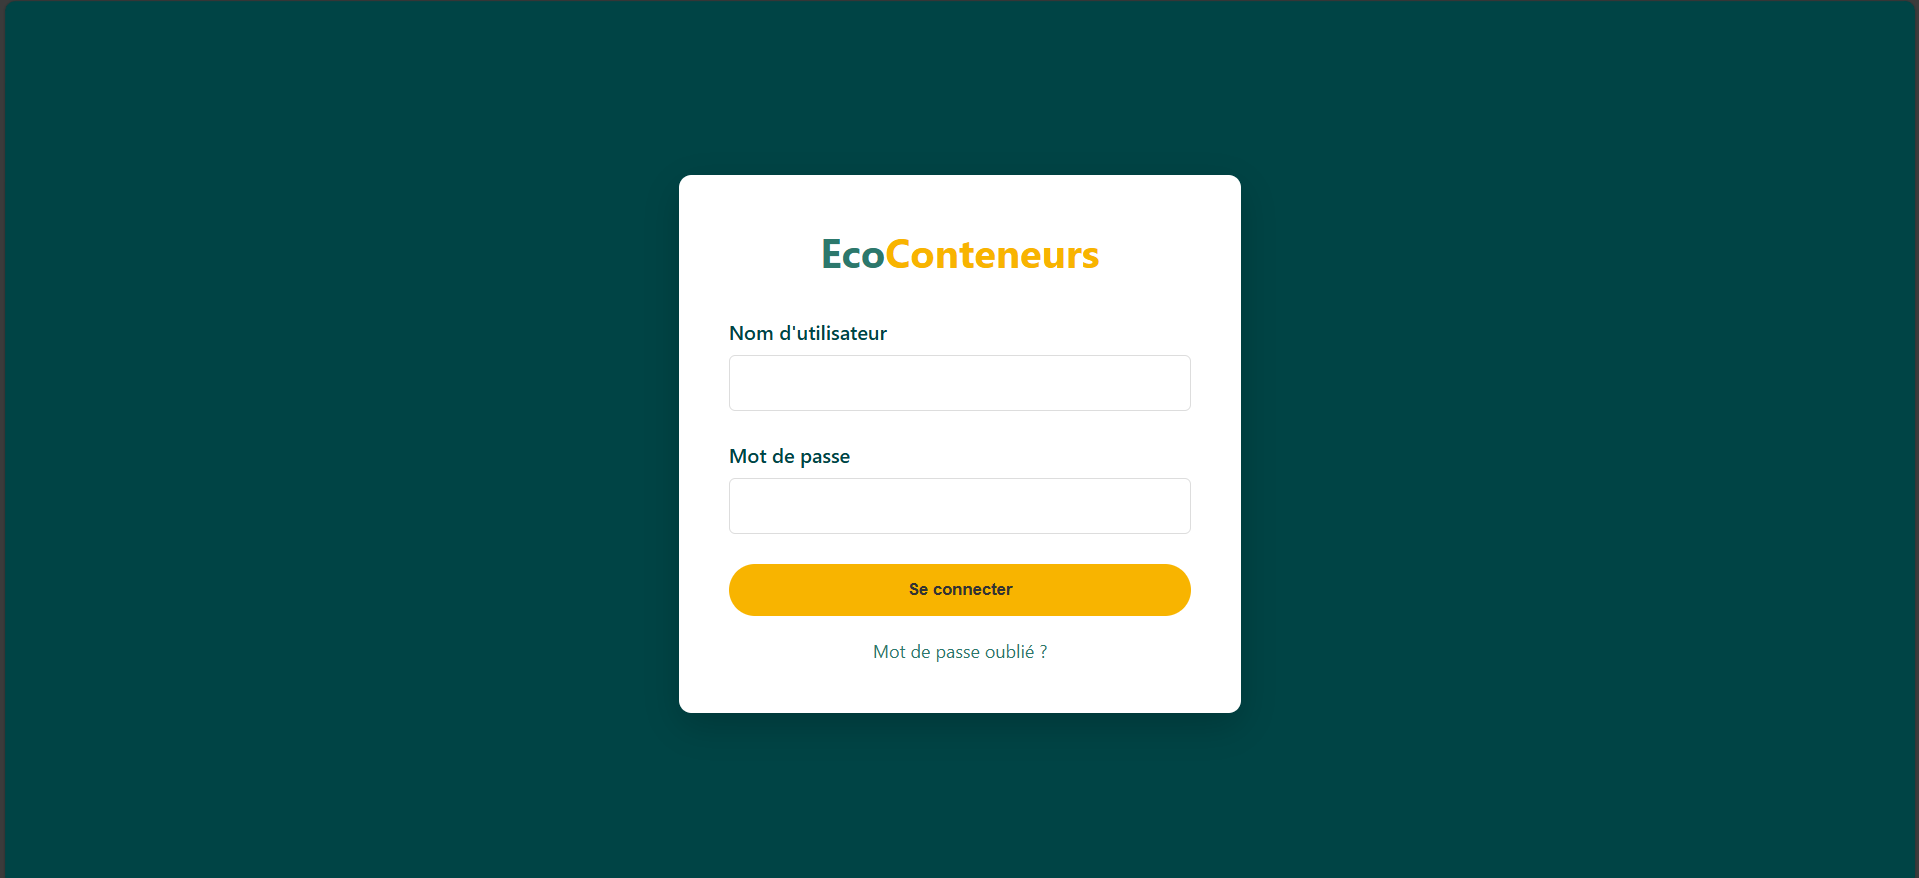 EcoConteneurs
Nom d'utilisateur
Mot de passe
Se connecter
Mot de passe oublié ?